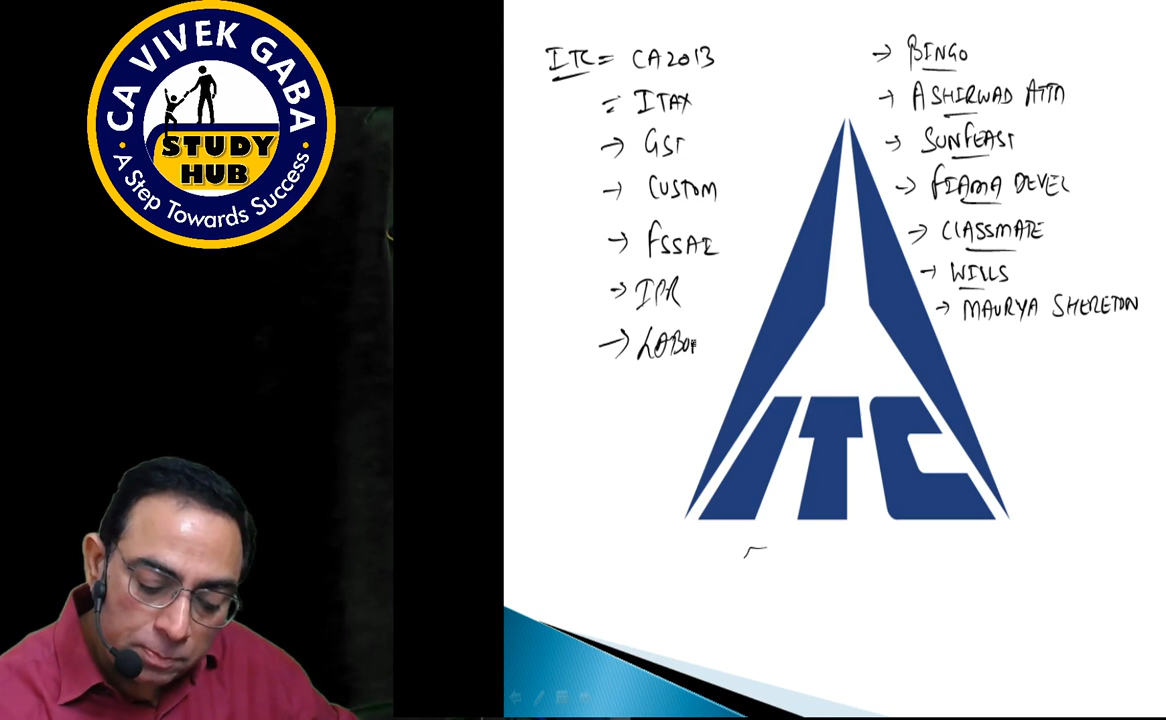 CA VIVEK GABA
STUDY
HUB
A Step Towards Success
ITC = CA2013
= ITAX
→ GST
→ CUSTOM
→ FSSAI
→ IPR
→ LABO
→ BINGO
→ ASHIRWAD ATTA
→ SUNFEAST
→ FIAMA DEVEL
→ CLASSMATE
→ WILLS
→ MAURYA SHERETON
ITC